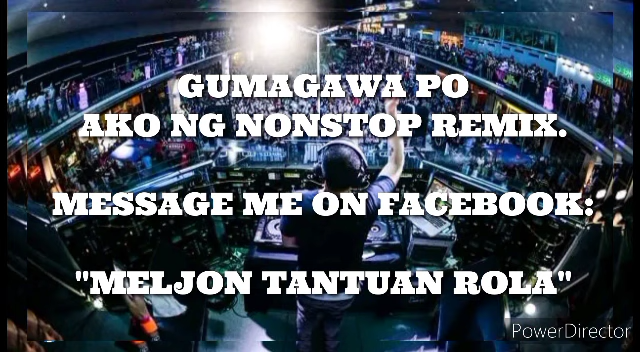 GUMAGAWA PO
AKO NG NONSTOP REMIX.
MESSAGE ME ON FACEBOOK:
"MELJON TANTUAN ROLA"
PowerDirector